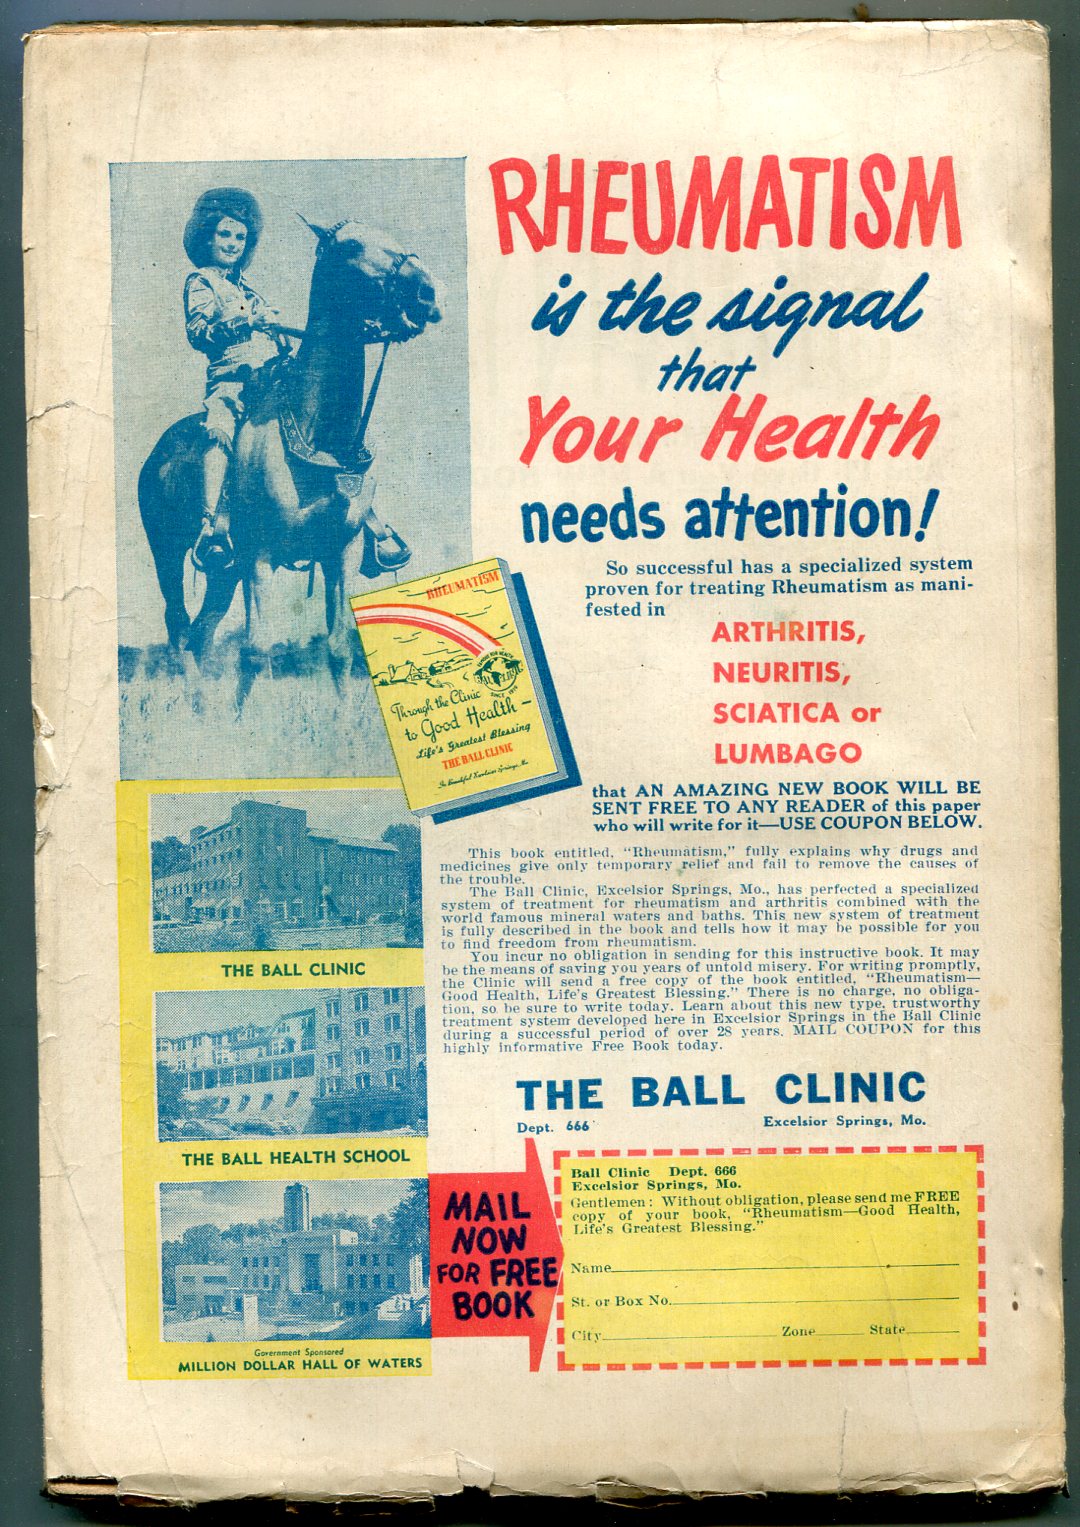 RHEUMATISM
is the signal
that
Your Health
needs attention!
So successful has a specialized system
proven for treating Rheumatism as mani-
fested in
ARTHRITIS,
NEURITIS,
SCIATICA or
LUMBAGO
that AN AMAZING NEW BOOK WILL BE
SENT FREE TO ANY READER of this paper
who will write for it—USE COUPON BELOW.
RHEUMATISM
SINCE 1919
Through the Clinic
to Good Health —
Life's Greatest Blessing
THE BALL CLINIC
In Beautiful Excelsior Springs, Mo.
This book entitled, "Rheumatism," fully explains why drugs and
medicines give only temporary relief and fail to remove the causes of
the trouble.
The Ball Clinic, Excelsior Springs, Mo., has perfected a specialized
system of treatment for rheumatism and arthritis combined with the
world famous mineral waters and baths. This new system of treatment
is fully described in the book and tells how it may be possible for you
to find freedom from rheumatism.
You incur no obligation in sending for this instructive book. It may
be the means of saving you years of untold misery. For writing promptly,
the Clinic will send a free copy of the book entitled, "Rheumatism—
Good Health, Life's Greatest Blessing." There is no charge, no obliga-
tion, so be sure to write today. Learn about this new type, trustworthy
treatment system developed here in Excelsior Springs in the Ball Clinic
during a successful period of over 28 years. MAIL COUPON for this
highly informative Free Book today.
THE BALL CLINIC
Dept. 666 Excelsior Springs, Mo.
THE BALL CLINIC
THE BALL HEALTH SCHOOL
Government Sponsored
MILLION DOLLAR HALL OF WATERS
MAIL
NOW
FOR FREE
BOOK
Ball Clinic Dept. 666
Excelsior Springs, Mo.
Gentlemen: Without obligation, please send me FREE
copy of your book, "Rheumatism—Good Health,
Life's Greatest Blessing."
Name
St. or Box No.
City Zone State